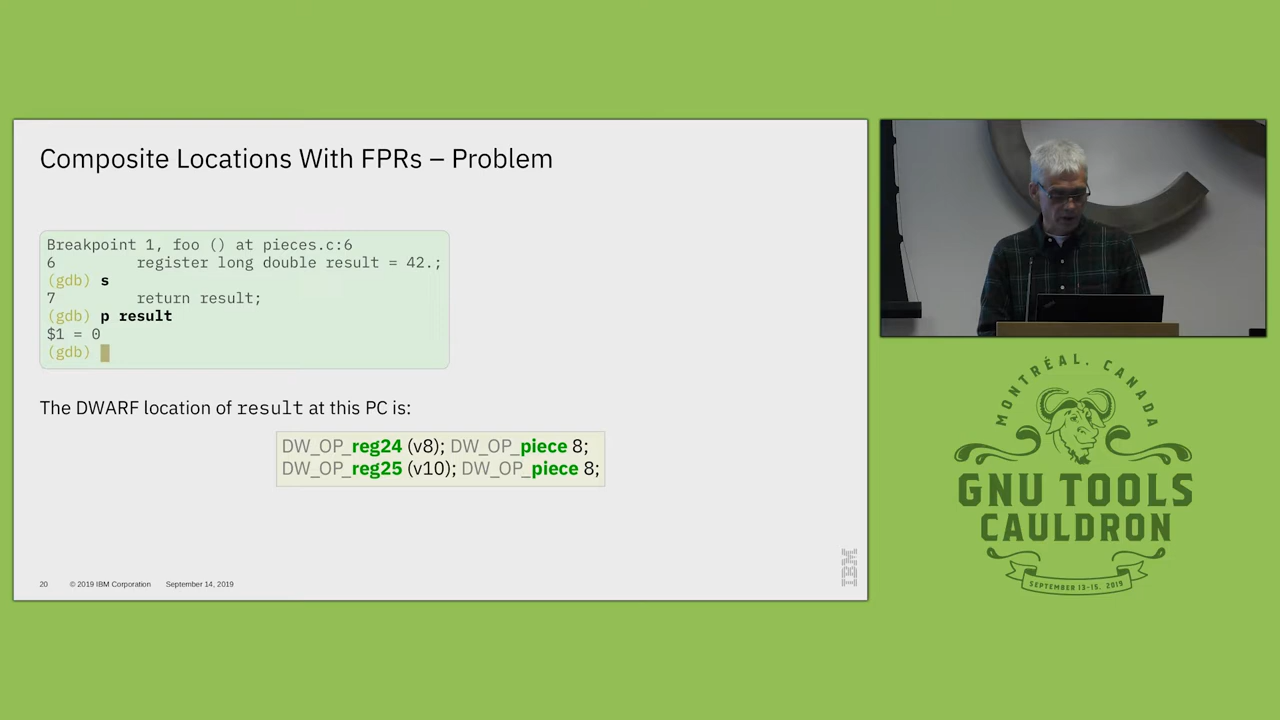 Composite Locations With FPRs – Problem
Breakpoint 1, foo () at pieces.c:6
6 register long double result = 42.;
(gdb) s
7 return result;
(gdb) p result
$1 = 0
(gdb)
The DWARF location of result at this PC is:
DW_OP_reg24 (v8); DW_OP_piece 8;
DW_OP_reg25 (v10); DW_OP_piece 8;
20 © 2019 IBM Corporation September 14, 2019
IBM
MONTRÉAL, CANADA
GNU TOOLS
CAULDRON
SEPTEMBER 13-15, 2019